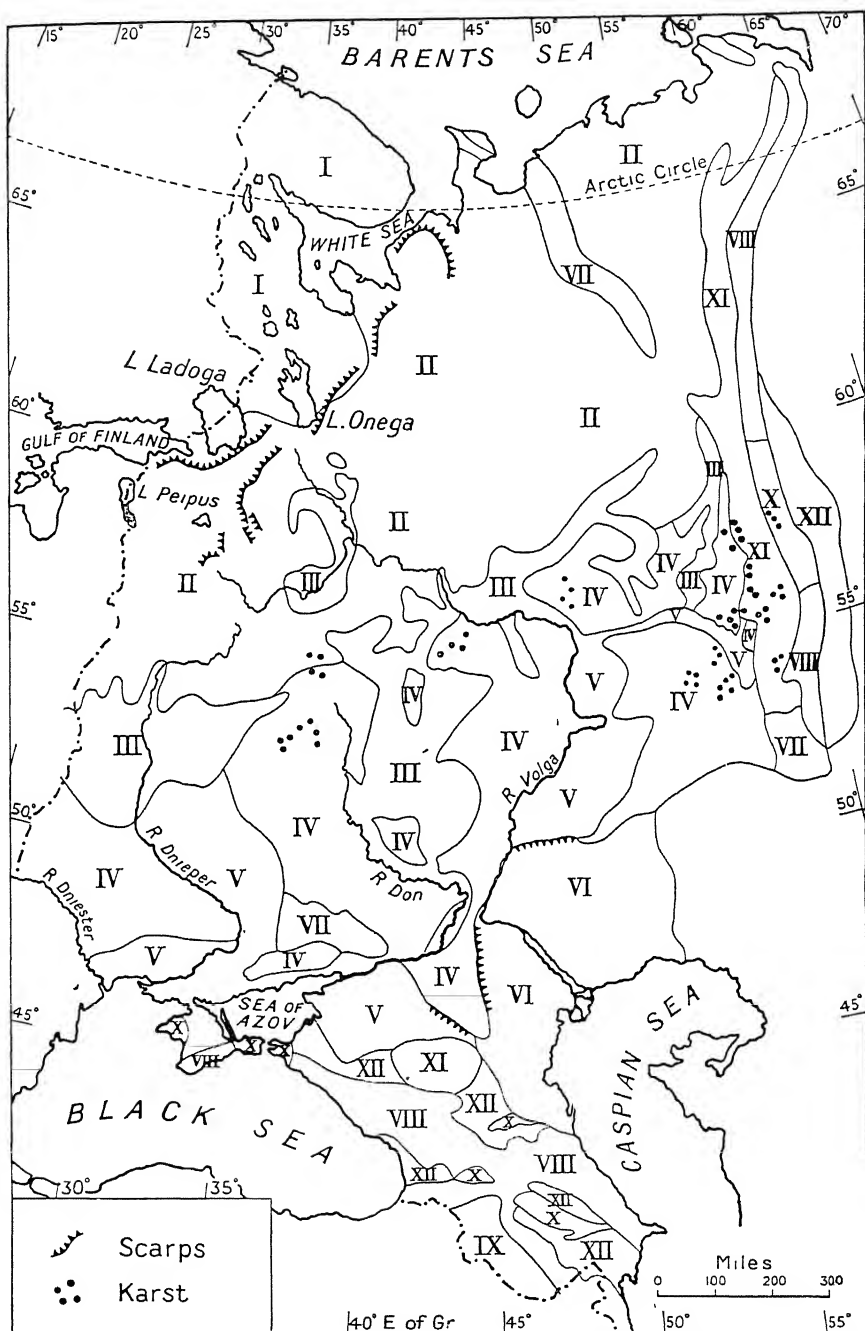 15° 20° 25° 30° 35° 40° 45° 50° 55° 60° 65° 70°
BARENTS SEA
I
II
Arctic Circle
65°
65°
WHITE SEA
VIII
VII
I
XI
II
L Ladoga
60°
II
60°
L. Onega
GULF OF FINLAND
III
L Peipus
X
XII
II
IV
XI
II
III
III
IV
III
IV
55°
V
IV
55°
V
VIII
IV
V
IV
III
IV
VII
III
R Volga
V
50°
50°
IV
IV
R Dnieper
IV
V
R Don
VI
R Dniester
VII
V
IV
IV
VI
45°
SEA OF
AZOV
V
45°
X
X
X
XII
XI
VIII
XII
BLACK SEA
VIII
X
CASPIAN SEA
VIII
XII
X
XII
30°
35°
X
IX
XII
Scarps
Karst
Miles
0 100 200 300
40° E of Gr
45°
50°
55°